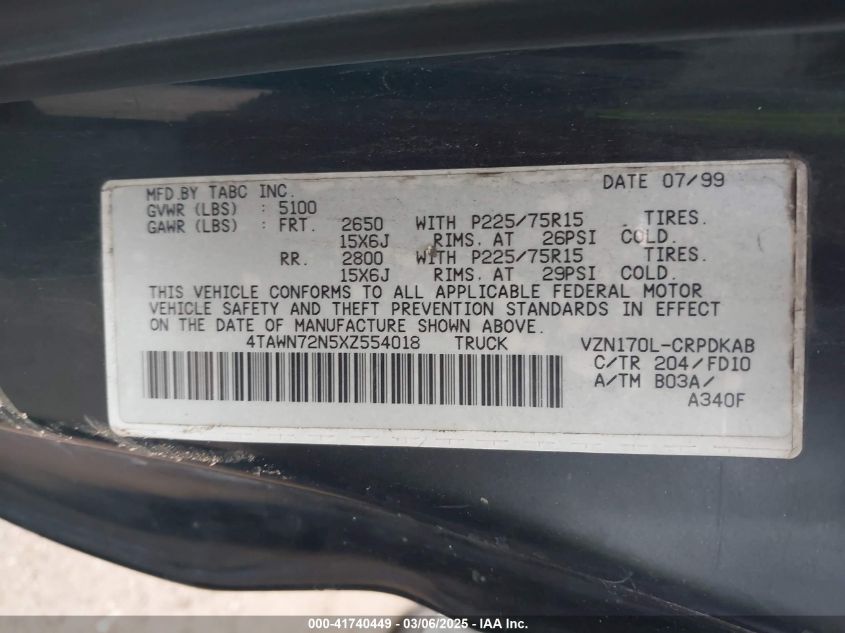 MFD.BY TABC INC. DATE 07/99
GVWR (LBS) : 5100
GAWR (LBS) : FRT. 2650 WITH P225/75R15 TIRES.
15X6J RIMS. AT 26PSI COLD.
RR. 2800 WITH P225/75R15 TIRES.
15X6J RIMS. AT 29PSI COLD.
THIS VEHICLE CONFORMS TO ALL APPLICABLE FEDERAL MOTOR
VEHICLE SAFETY AND THEFT PREVENTION STANDARDS IN EFFECT
ON THE DATE OF MANUFACTURE SHOWN ABOVE.
4TAWN72N5XZ554018 TRUCK VZN170L-CRPDKAB
C/TR 204/FD10
A/TM B03A/
A340F
000-41740449 - 03/06/2025 - IAA Inc.